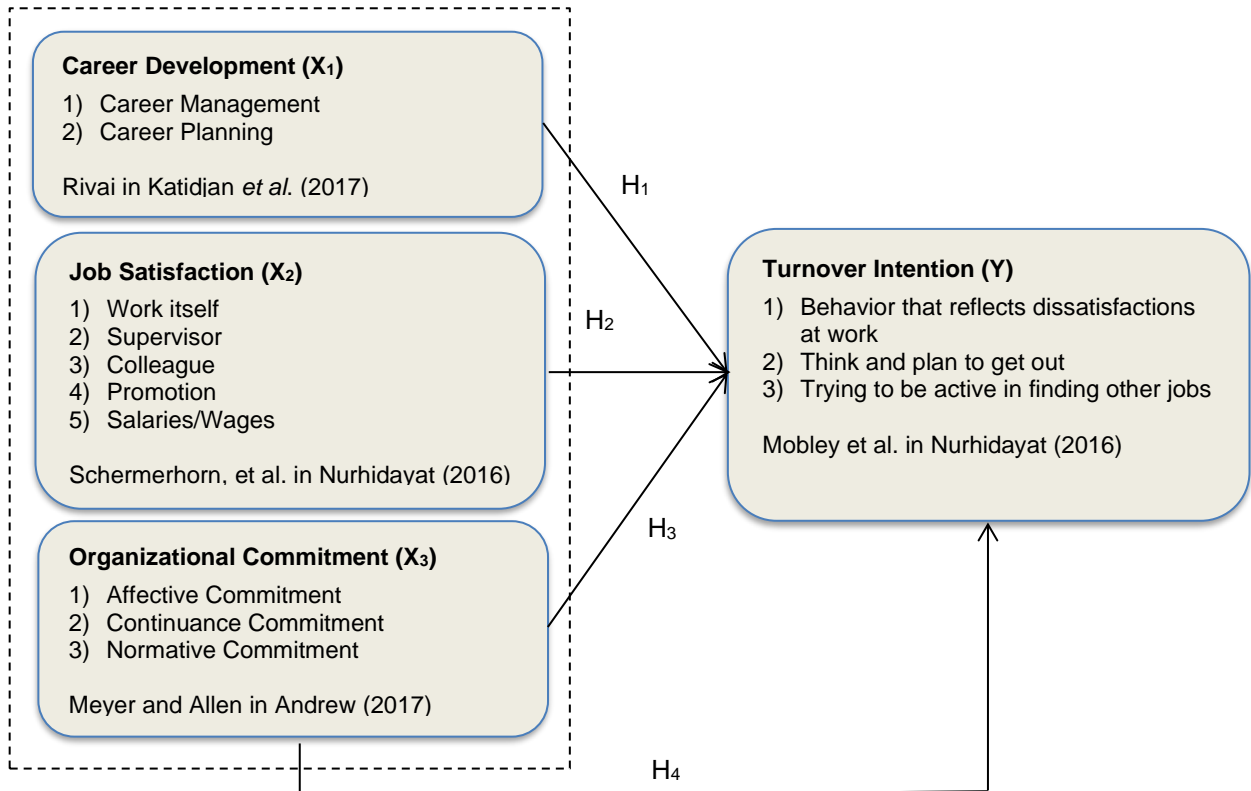 Career Development (X₁)
1) Career Management
2) Career Planning
Rivai in Katidjan et al. (2017)
H₁
Job Satisfaction (X₂)
1) Work itself
2) Supervisor
3) Colleague
4) Promotion
5) Salaries/Wages
Schermerhorn, et al. in Nurhidayat (2016)
H₂
Turnover Intention (Y)
1) Behavior that reflects dissatisfactions
at work
2) Think and plan to get out
3) Trying to be active in finding other jobs
Mobley et al. in Nurhidayat (2016)
Organizational Commitment (X₃)
1) Affective Commitment
2) Continuance Commitment
3) Normative Commitment
Meyer and Allen in Andrew (2017)
H₃
H₄